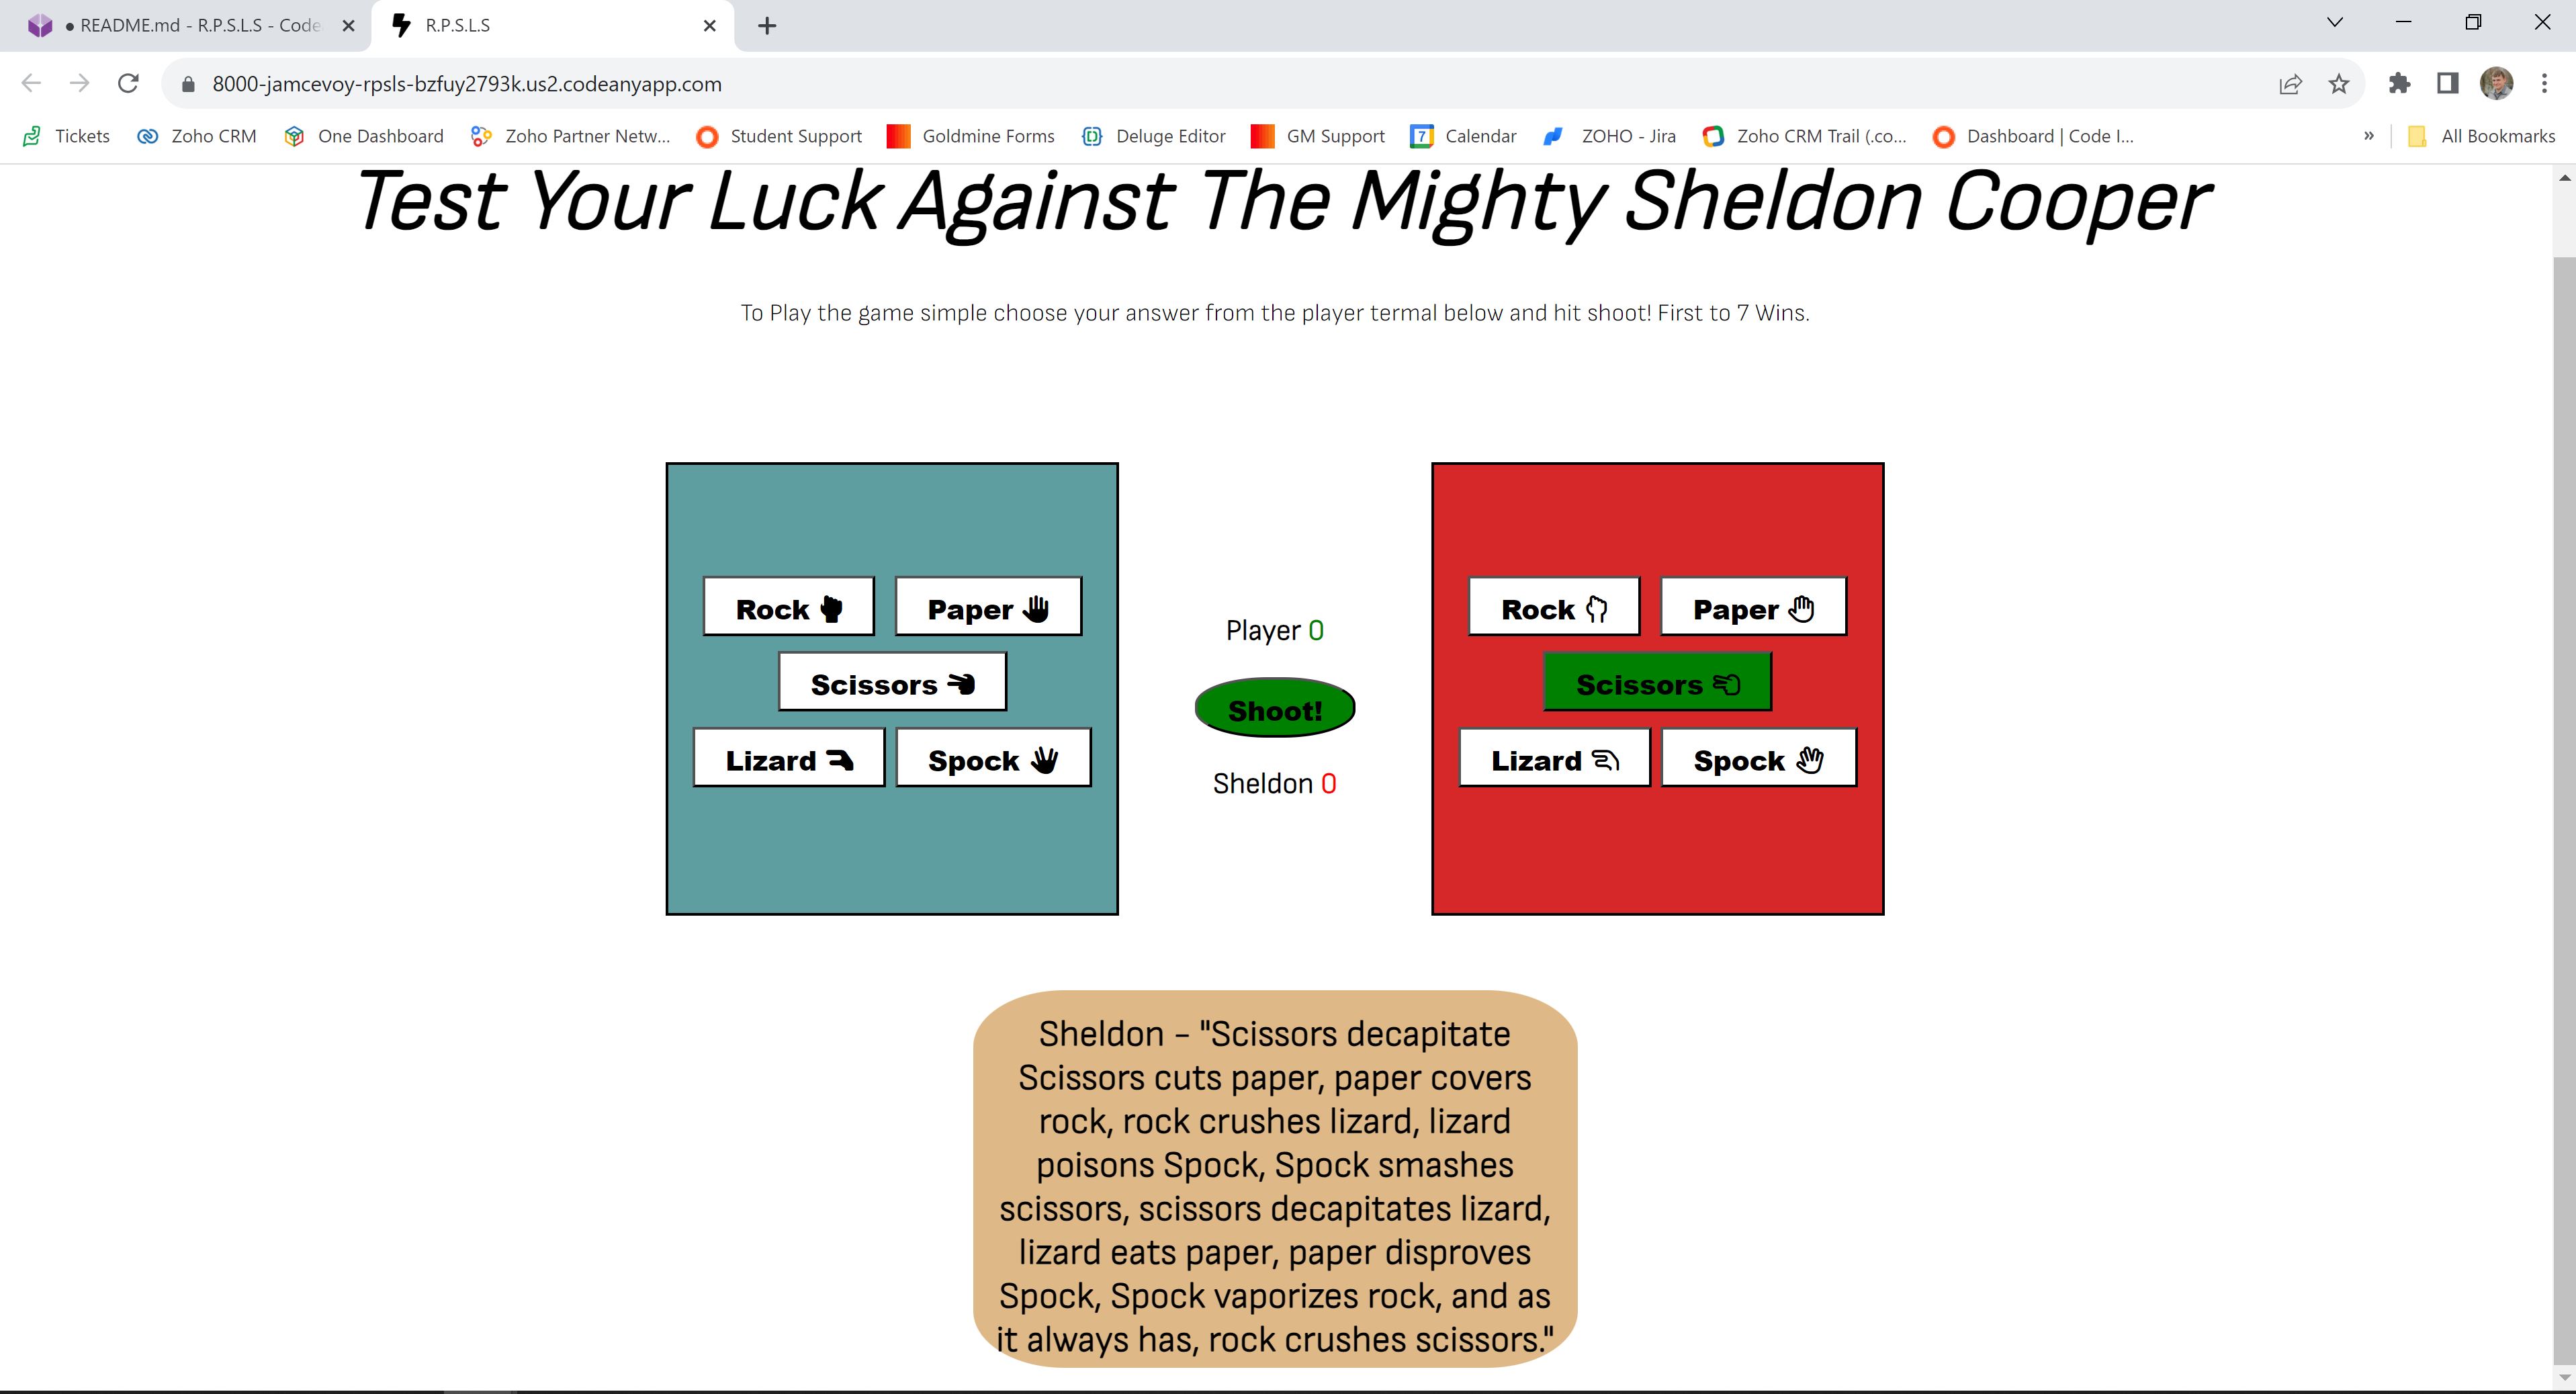 ● README.md - R.P.S.L.S - Code
R.P.S.L.S
8000-jamcevoy-rpsls-bzfuy2793k.us2.codeanyapp.com
Tickets Zoho CRM One Dashboard Zoho Partner Netw... Student Support Goldmine Forms Deluge Editor GM Support 7 Calendar ZOHO - Jira Zoho CRM Trail (.co... Dashboard | Code I... » All Bookmarks
Test Your Luck Against The Mighty Sheldon Cooper
To Play the game simple choose your answer from the player termal below and hit shoot! First to 7 Wins.
Rock Paper
Scissors
Lizard Spock
Player 0
Shoot!
Sheldon 0
Rock Paper
Scissors
Lizard Spock
Sheldon - "Scissors decapitate
Scissors cuts paper, paper covers
rock, rock crushes lizard, lizard
poisons Spock, Spock smashes
scissors, scissors decapitates lizard,
lizard eats paper, paper disproves
Spock, Spock vaporizes rock, and as
it always has, rock crushes scissors."